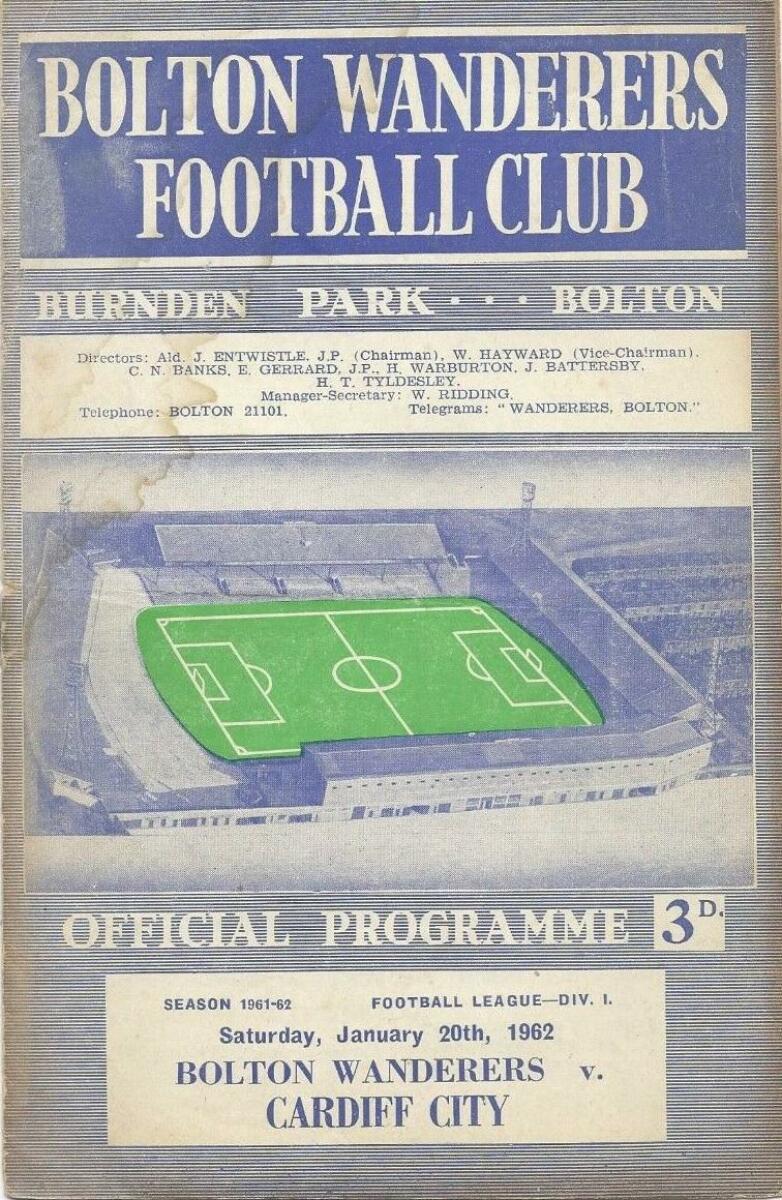 BOLTON WANDERERS
FOOTBALL CLUB
BURNDEN PARK . . . BOLTON
Directors: Ald. J. ENTWISTLE. J.P. (Chairman), W. HAYWARD (Vice-Chairman).
C. N. BANKS, E. GERRARD, J.P., H. WARBURTON, J. BATTERSBY,
H. T. TYLDESLEY.
Manager-Secretary: W. RIDDING.
Telephone: BOLTON 21101. Telegrams: "WANDERERS, BOLTON."
OFFICIAL PROGRAMME 3D.
SEASON 1961-62 FOOTBALL LEAGUE—DIV. I.
Saturday, January 20th, 1962
BOLTON WANDERERS v.
CARDIFF CITY